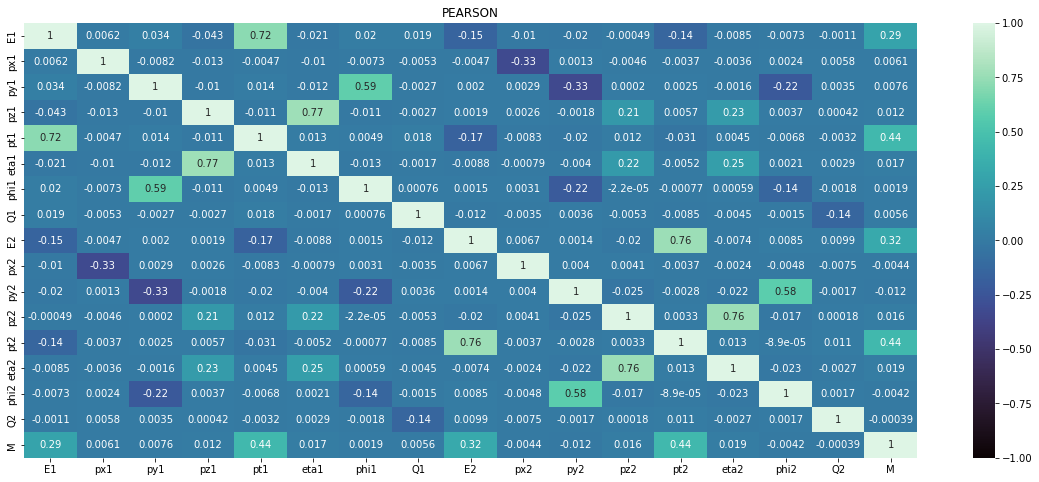 PEARSON
E1 1 0.0062 0.034 -0.043 0.72 -0.021 0.02 0.019 -0.15 -0.01 -0.02 -0.00049 -0.14 -0.0085 -0.0073 -0.0011 0.29
px1 0.0062 1 -0.0082 -0.013 -0.0047 -0.01 -0.0073 -0.0053 -0.0047 -0.33 0.0013 -0.0046 -0.0037 -0.0036 0.0024 0.0058 0.0061
py1 0.034 -0.0082 1 -0.01 0.014 -0.012 0.59 -0.0027 0.002 0.0029 -0.33 0.0002 0.0025 -0.0016 -0.22 0.0035 0.0076
pz1 -0.043 -0.013 -0.01 1 -0.011 0.77 -0.011 -0.0027 0.0019 0.0026 -0.0018 0.21 0.0057 0.23 0.0037 0.00042 0.012
pt1 0.72 -0.0047 0.014 -0.011 1 0.013 0.0049 0.018 -0.17 -0.0083 -0.02 0.012 -0.031 0.0045 -0.0068 -0.0032 0.44
eta1 -0.021 -0.01 -0.012 0.77 0.013 1 -0.013 -0.0017 -0.0088 -0.00079 -0.004 0.22 -0.0052 0.25 0.0021 0.0029 0.017
phi1 0.02 -0.0073 0.59 -0.011 0.0049 -0.013 1 0.00076 0.0015 0.0031 -0.22 -2.2e-05 -0.00077 0.00059 -0.14 -0.0018 0.0019
Q1 0.019 -0.0053 -0.0027 -0.0027 0.018 -0.0017 0.00076 1 -0.012 -0.0035 0.0036 -0.0053 -0.0085 -0.0045 -0.0015 -0.14 0.0056
E2 -0.15 -0.0047 0.002 0.0019 -0.17 -0.0088 0.0015 -0.012 1 0.0067 0.0014 -0.02 0.76 -0.0074 0.0085 0.0099 0.32
px2 -0.01 -0.33 0.0029 0.0026 -0.0083 -0.00079 0.0031 -0.0035 0.0067 1 0.004 0.0041 -0.0037 -0.0024 -0.0048 -0.0075 -0.0044
py2 -0.02 0.0013 -0.33 -0.0018 -0.02 -0.004 -0.22 0.0036 0.0014 0.004 1 -0.025 -0.0028 -0.022 0.58 -0.0017 -0.012
pz2 -0.00049 -0.0046 0.0002 0.21 0.012 0.22 -2.2e-05 -0.0053 -0.02 0.0041 -0.025 1 0.0033 0.76 -0.017 0.00018 0.016
pt2 -0.14 -0.0037 0.0025 0.0057 -0.031 -0.0052 -0.00077 -0.0085 0.76 -0.0037 -0.0028 0.0033 1 0.013 -8.9e-05 0.011 0.44
eta2 -0.0085 -0.0036 -0.0016 0.23 0.0045 0.25 0.00059 -0.0045 -0.0074 -0.0024 -0.022 0.76 0.013 1 -0.023 -0.0027 0.019
phi2 -0.0073 0.0024 -0.22 0.0037 -0.0068 0.0021 -0.14 -0.0015 0.0085 -0.0048 0.58 -0.017 -8.9e-05 -0.023 1 0.0017 -0.0042
Q2 -0.0011 0.0058 0.0035 0.00042 -0.0032 0.0029 -0.0018 -0.14 0.0099 -0.0075 -0.0017 0.00018 0.011 -0.0027 0.0017 1 -0.00039
M 0.29 0.0061 0.0076 0.012 0.44 0.017 0.0019 0.0056 0.32 -0.0044 -0.012 0.016 0.44 0.019 -0.0042 -0.00039 1
E1 px1 py1 pz1 pt1 eta1 phi1 Q1 E2 px2 py2 pz2 pt2 eta2 phi2 Q2 M
1.00
0.75
0.50
0.25
0.00
−0.25
−0.50
−0.75
−1.00